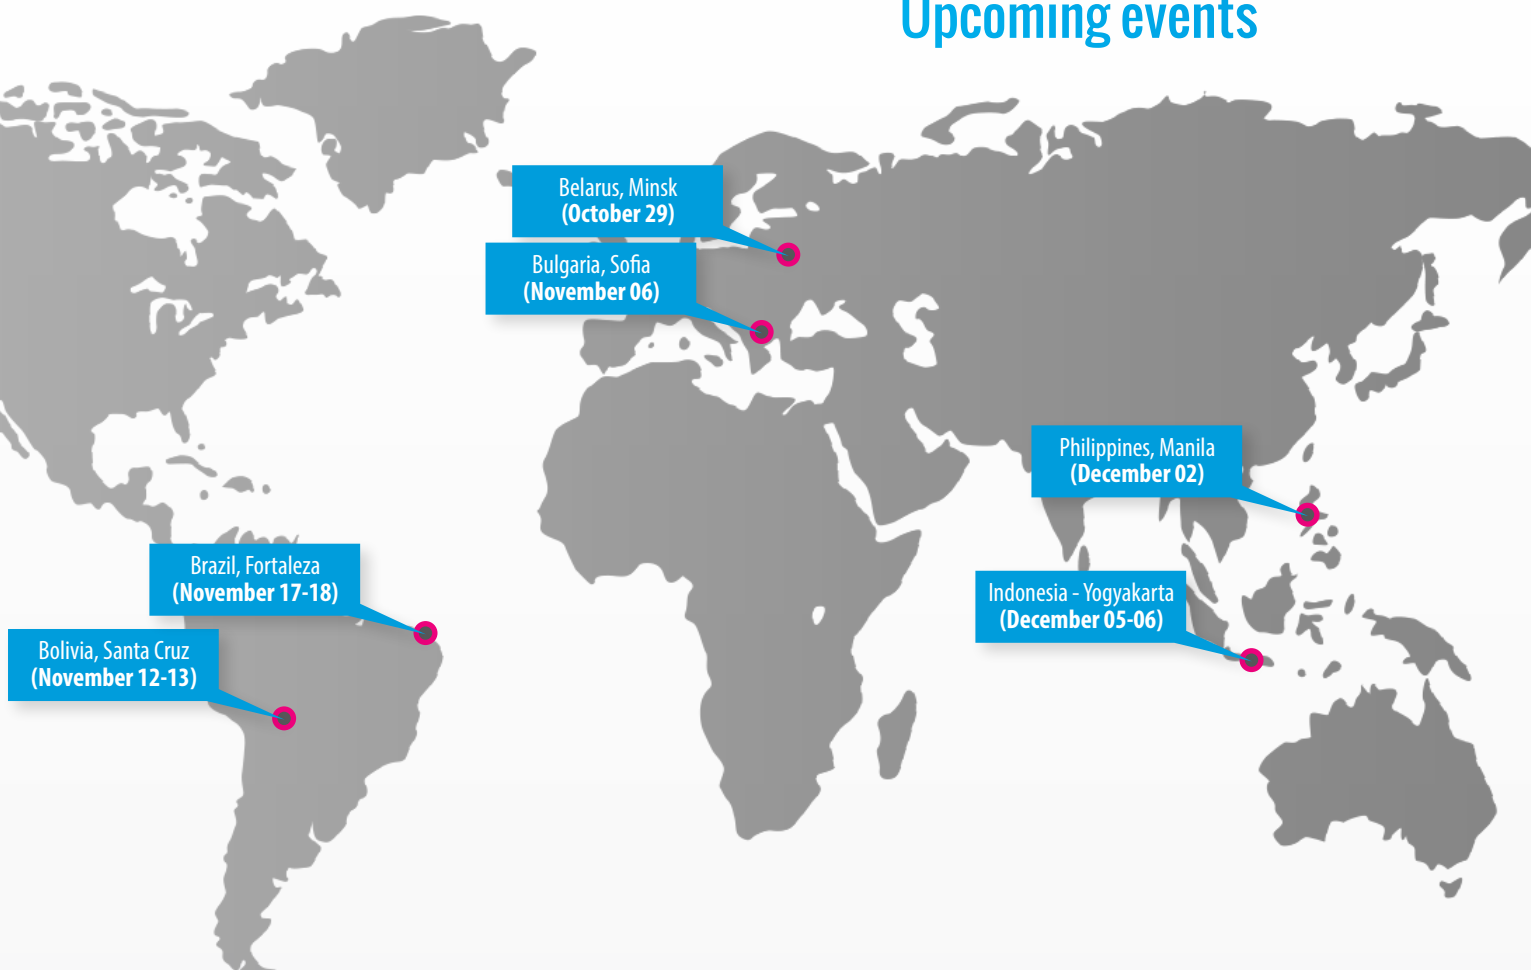 Upcoming events
Belarus, Minsk
(October 29)
Bulgaria, Sofia
(November 06)
Philippines, Manila
(December 02)
Brazil, Fortaleza
(November 17-18)
Indonesia - Yogyakarta
(December 05-06)
Bolivia, Santa Cruz
(November 12-13)